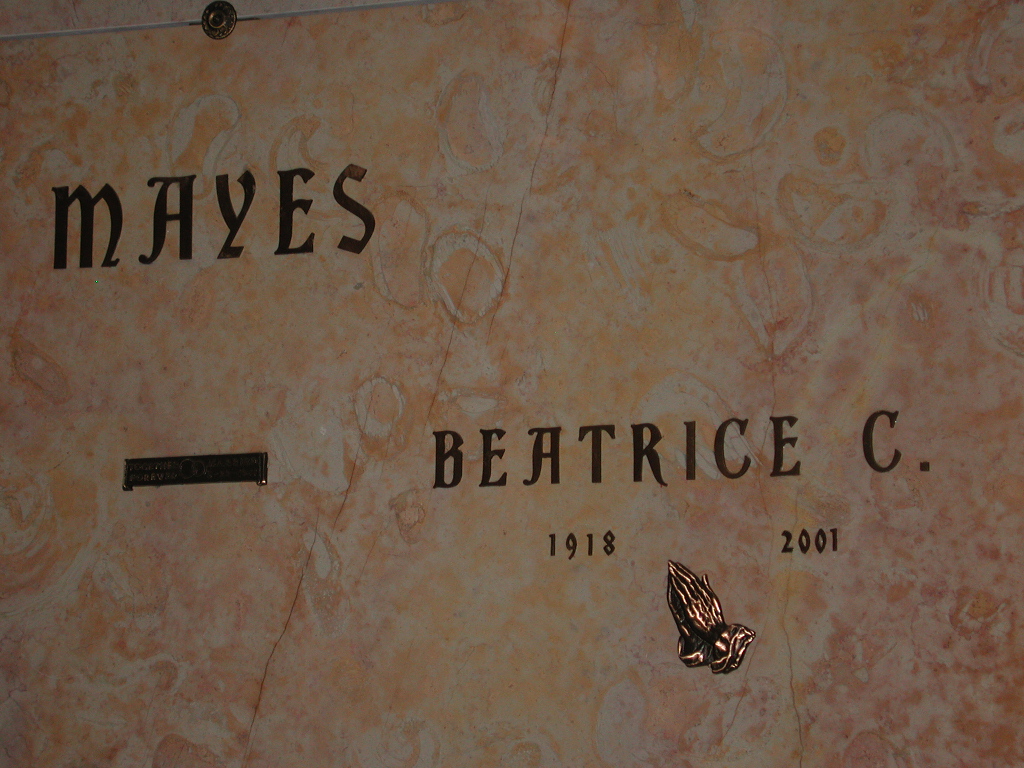 MAYES
BEATRICE C.
1918 2001